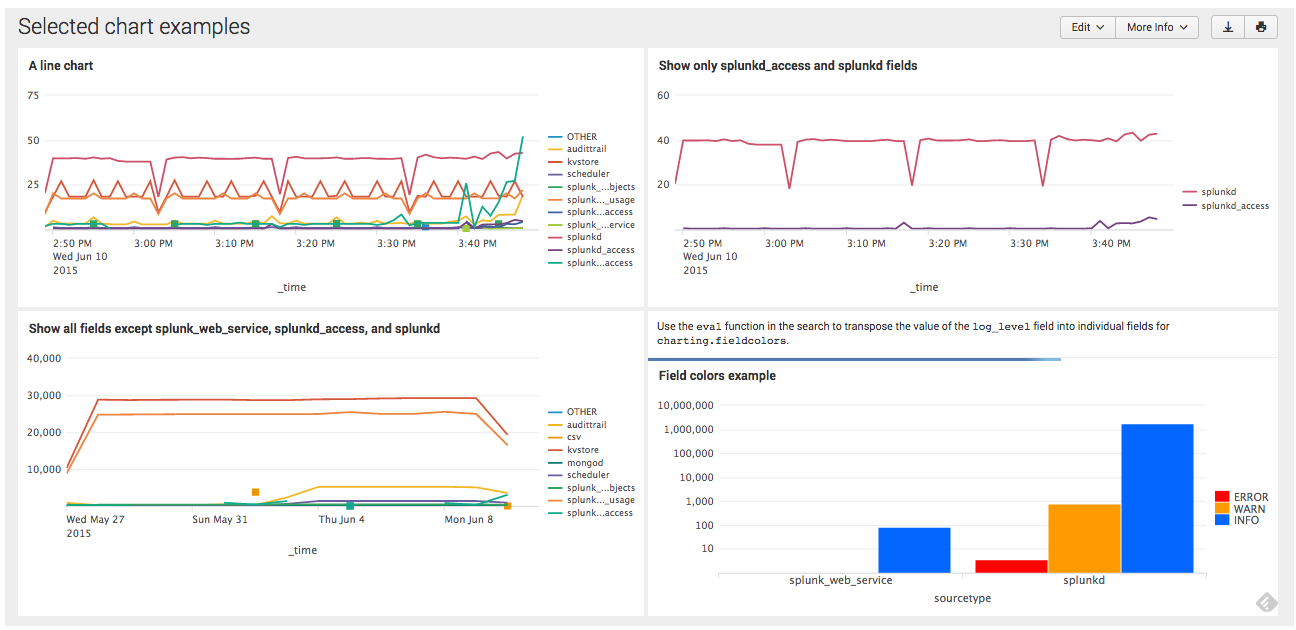 Selected chart examples
Edit
More Info
A line chart
75
50
25
2:50 PM
3:00 PM
3:10 PM
3:20 PM
3:30 PM
3:40 PM
Wed Jun 10
2015
_time
OTHER
audittrail
kvstore
scheduler
splunk_...bjects
splunk_..._usage
splunk...access
splunk_...ervice
splunkd
splunkd_access
splunk...access
Show only splunkd_access and splunkd fields
60
40
20
2:50 PM
3:00 PM
3:10 PM
3:20 PM
3:30 PM
3:40 PM
Wed Jun 10
2015
_time
splunkd
splunkd_access
Show all fields except splunk_web_service, splunkd_access, and splunkd
40,000
30,000
20,000
10,000
Wed May 27
2015
Sun May 31
Thu Jun 4
Mon Jun 8
_time
OTHER
audittrail
csv
kvstore
mongod
scheduler
splunk_...bjects
splunk_..._usage
splunk...access
Use the eval function in the search to transpose the value of the log_level field into individual fields for
charting.fieldcolors.
Field colors example
10,000,000
1,000,000
100,000
10,000
1,000
100
10
splunk_web_service
splunkd
sourcetype
ERROR
WARN
INFO